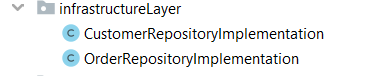 infrastructureLayer
C CustomerRepositoryImplementation
C OrderRepositoryImplementation